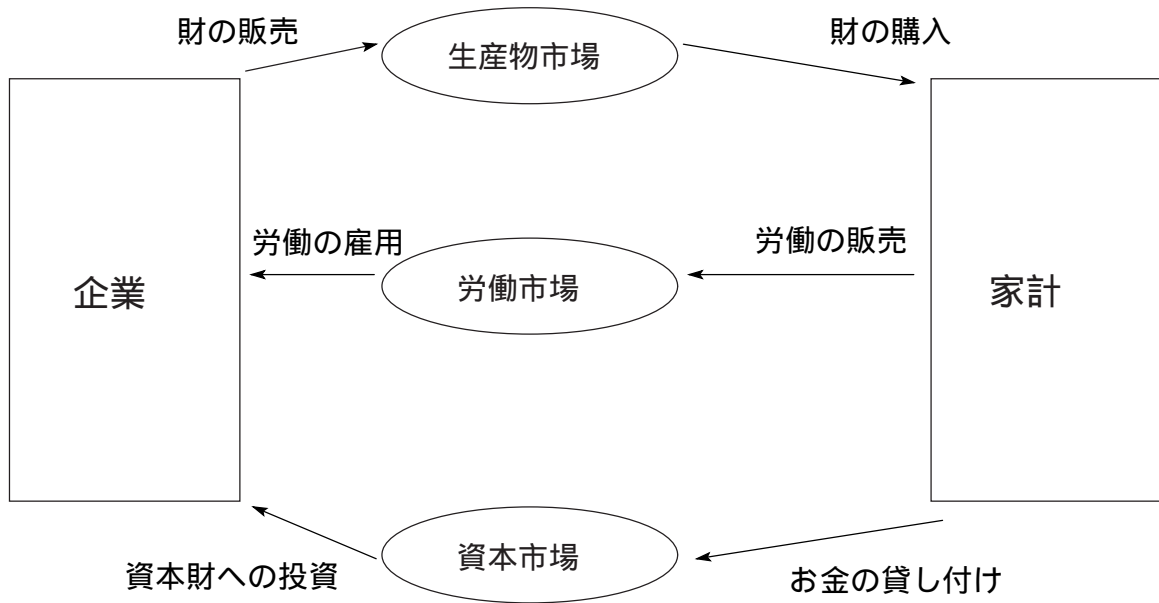 財の販売
生産物市場
財の購入
労働の雇用
労働の販売
企業
労働市場
家計
資本市場
資本財への投資
お金の貸し付け